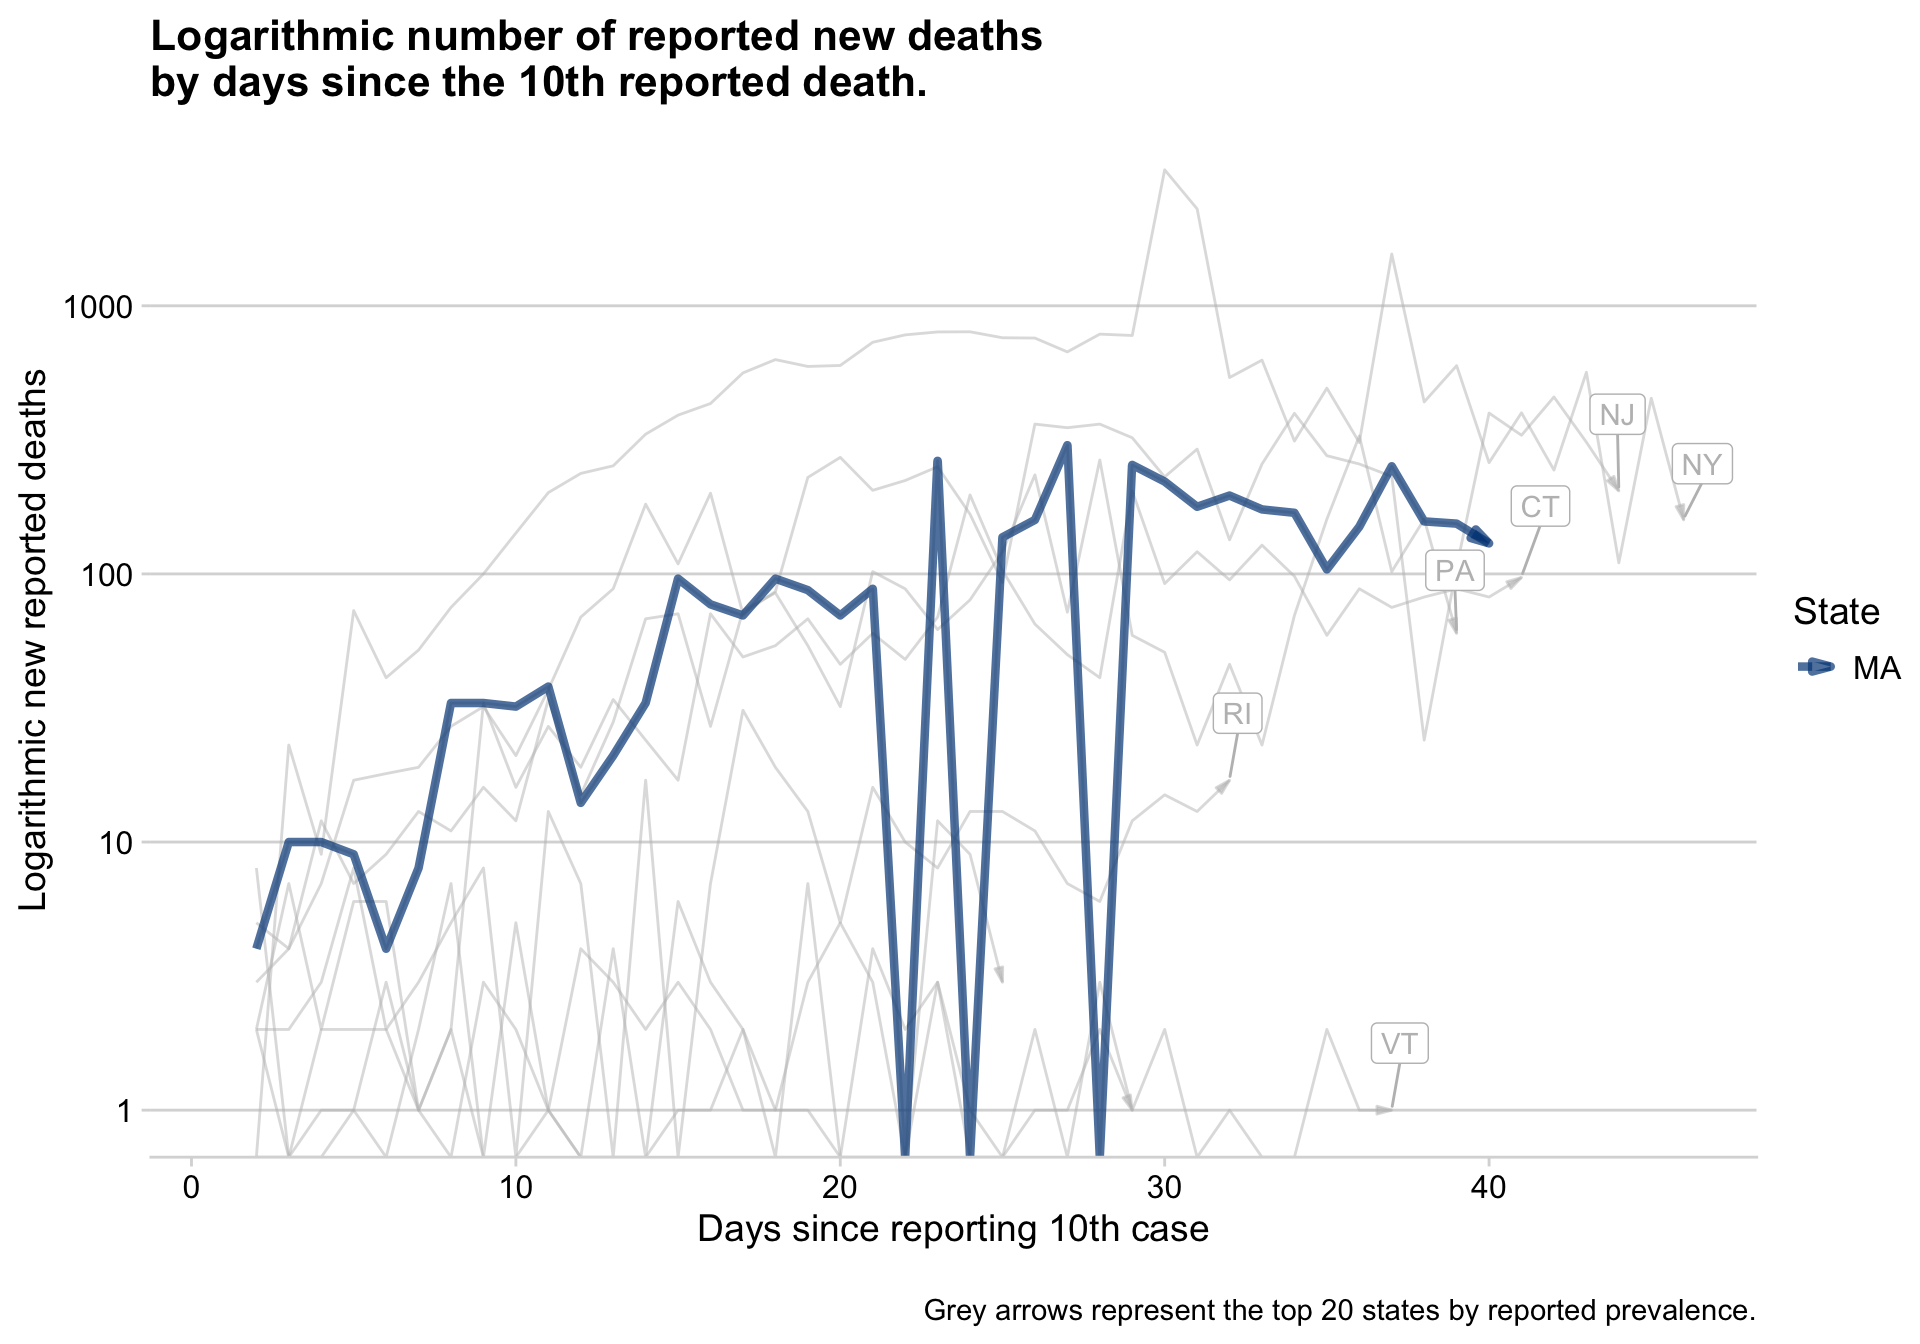 Logarithmic number of reported new deaths
by days since the 10th reported death.
Logarithmic new reported deaths
1000
100
10
1
NJ
NY
CT
PA
RI
VT
State
MA
0 10 20 30 40
Days since reporting 10th case
Grey arrows represent the top 20 states by reported prevalence.